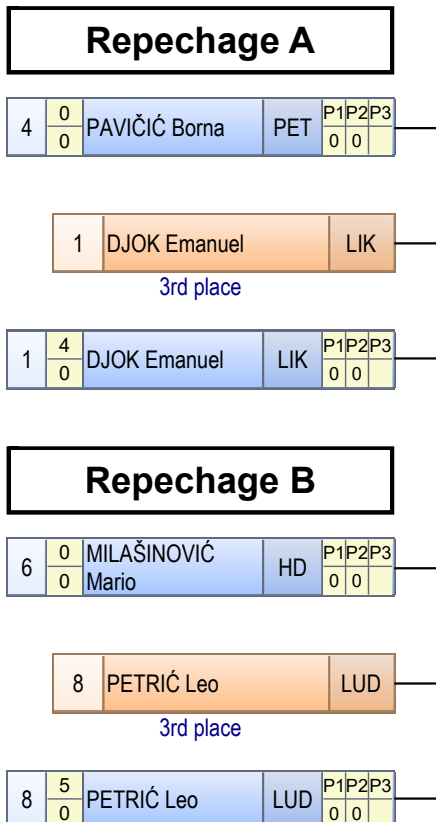 Repechage A
4 0 0 PAVIČIĆ Borna PET P1 P2 P3 0 0
1 DJOK Emanuel LIK
3rd place
1 4 0 DJOK Emanuel LIK P1 P2 P3 0 0
Repechage B
6 0 0 MILAŠINOVIĆ Mario HD P1 P2 P3 0 0
8 PETRIĆ Leo LUD
3rd place
8 5 0 PETRIĆ Leo LUD P1 P2 P3 0 0